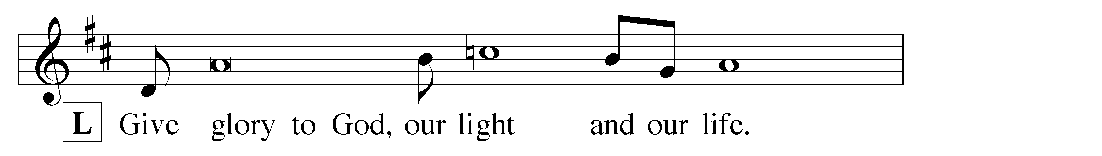 L Give glory to God, our light and our life.